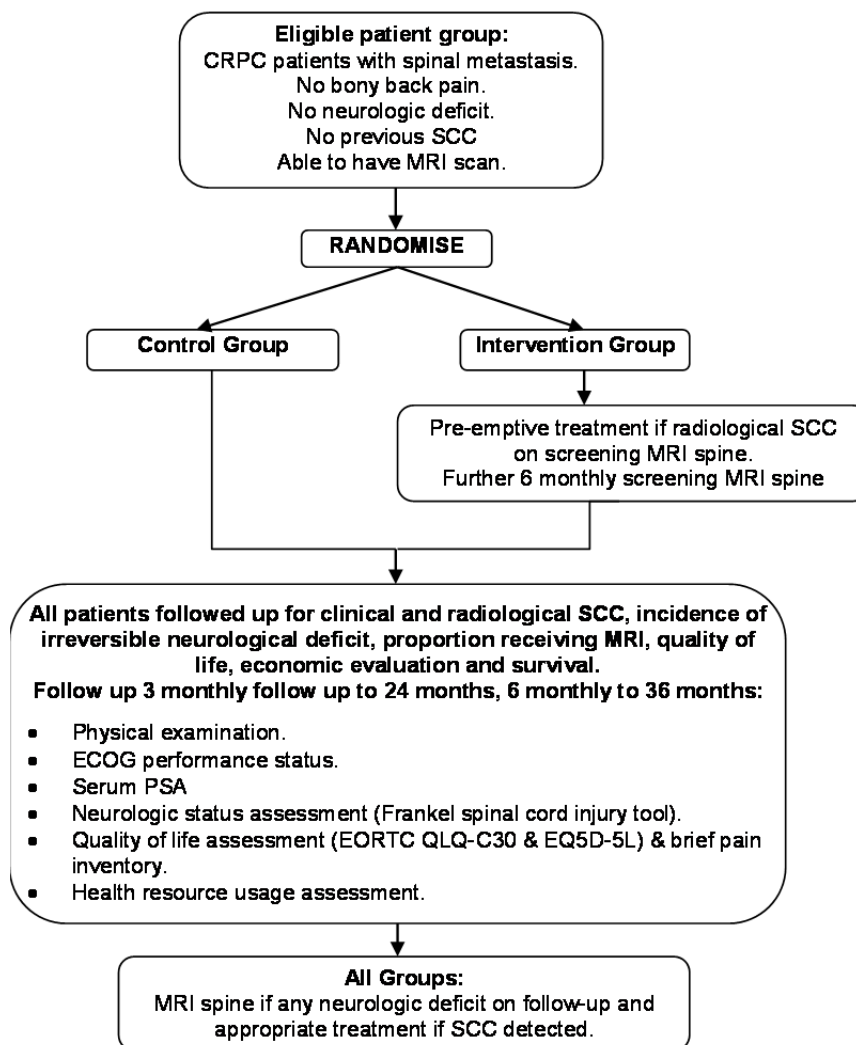 Eligible patient group:
CRPC patients with spinal metastasis.
No bony back pain.
No neurologic deficit.
No previous SCC
Able to have MRI scan.
RANDOMISE
Control Group
Intervention Group
Pre-emptive treatment if radiological SCC
on screening MRI spine.
Further 6 monthly screening MRI spine
All patients followed up for clinical and radiological SCC, incidence of
irreversible neurological deficit, proportion receiving MRI, quality of
life, economic evaluation and survival.
Follow up 3 monthly follow up to 24 months, 6 monthly to 36 months:
▪ Physical examination.
▪ ECOG performance status.
▪ Serum PSA
▪ Neurologic status assessment (Frankel spinal cord injury tool).
▪ Quality of life assessment (EORTC QLQ-C30 & EQ5D-5L) & brief pain
inventory.
▪ Health resource usage assessment.
All Groups:
MRI spine if any neurologic deficit on follow-up and
appropriate treatment if SCC detected.